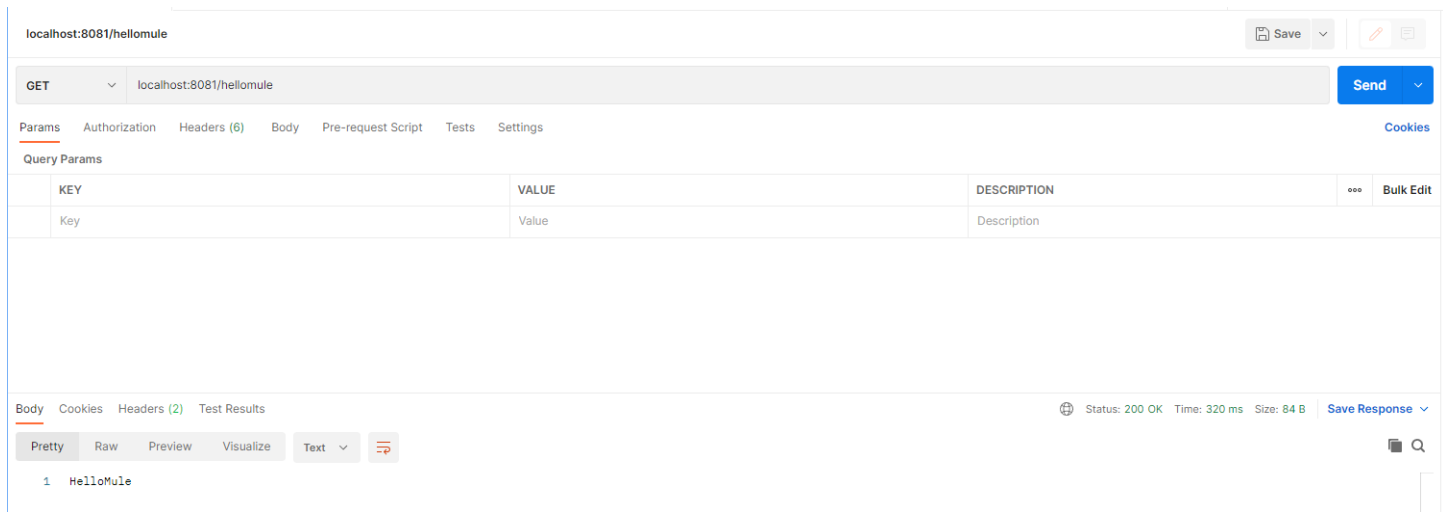 localhost:8081/hellomule Save
GET localhost:8081/hellomule Send
Params Authorization Headers (6) Body Pre-request Script Tests Settings Cookies
Query Params
KEY VALUE DESCRIPTION ooo Bulk Edit
Key Value Description
Body Cookies Headers (2) Test Results Status: 200 OK Time: 320 ms Size: 84 B Save Response
Pretty Raw Preview Visualize Text
1 HelloMule